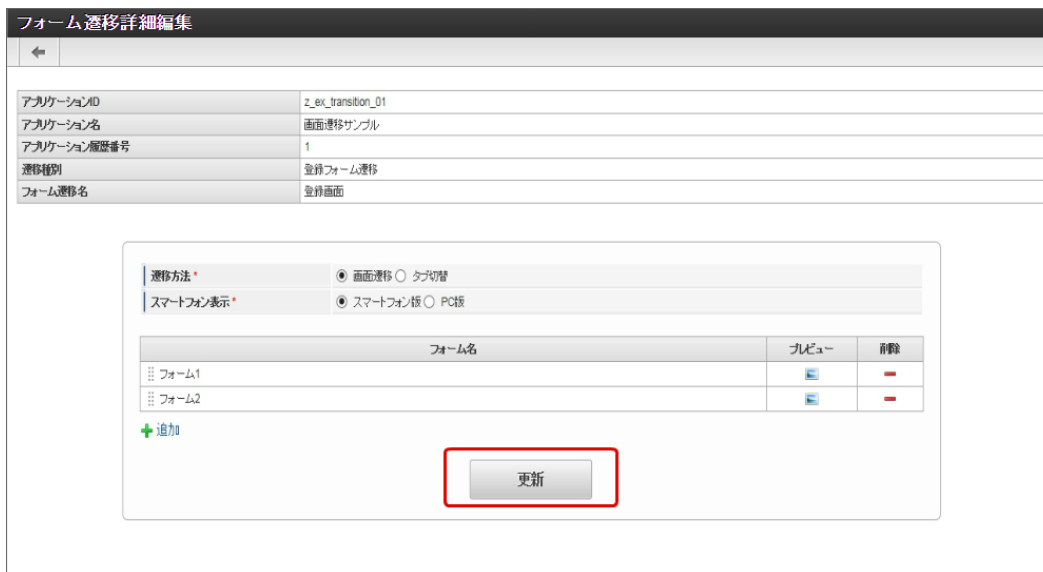 フォーム遷移詳細編集
アプリケーションID z_ex_transition_01
アプリケーション名 画面遷移サンプル
アプリケーション履歴番号 1
遷移種別 登録フォーム遷移
フォーム遷移名 登録画面
遷移方法* 画面遷移 タブ切替
スマートフォン表示* スマートフォン版 PC版
フォーム名 プレビュー 削除
フォーム1
フォーム2
追加
更新